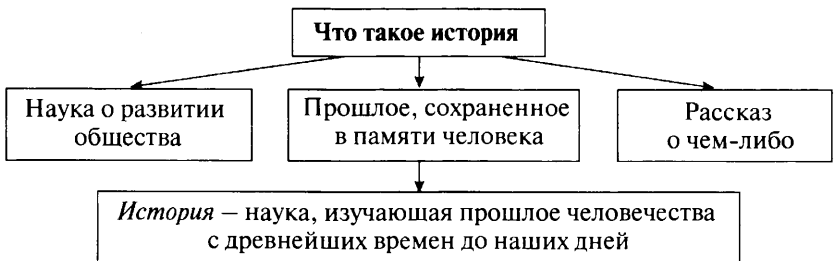 Что такое история
Наука о развитии
общества
Прошлое, сохраненное
в памяти человека
Рассказ
о чем-либо
История – наука, изучающая прошлое человечества
с древнейших времен до наших дней